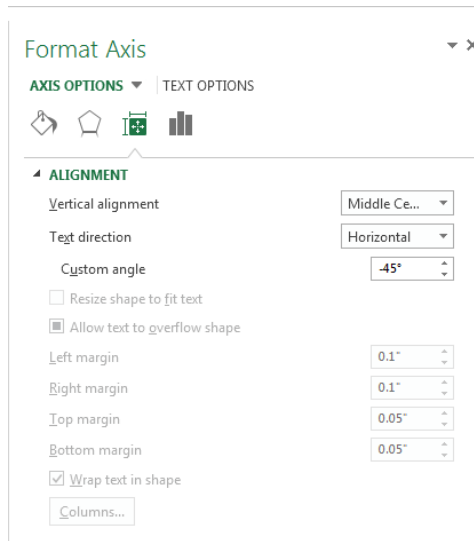 Format Axis
AXIS OPTIONS TEXT OPTIONS
ALIGNMENT
Vertical alignment Middle Ce...
Text direction Horizontal
Custom angle -45°
Resize shape to fit text
Allow text to overflow shape
Left margin 0.1"
Right margin 0.1"
Top margin 0.05"
Bottom margin 0.05"
Wrap text in shape
Columns...